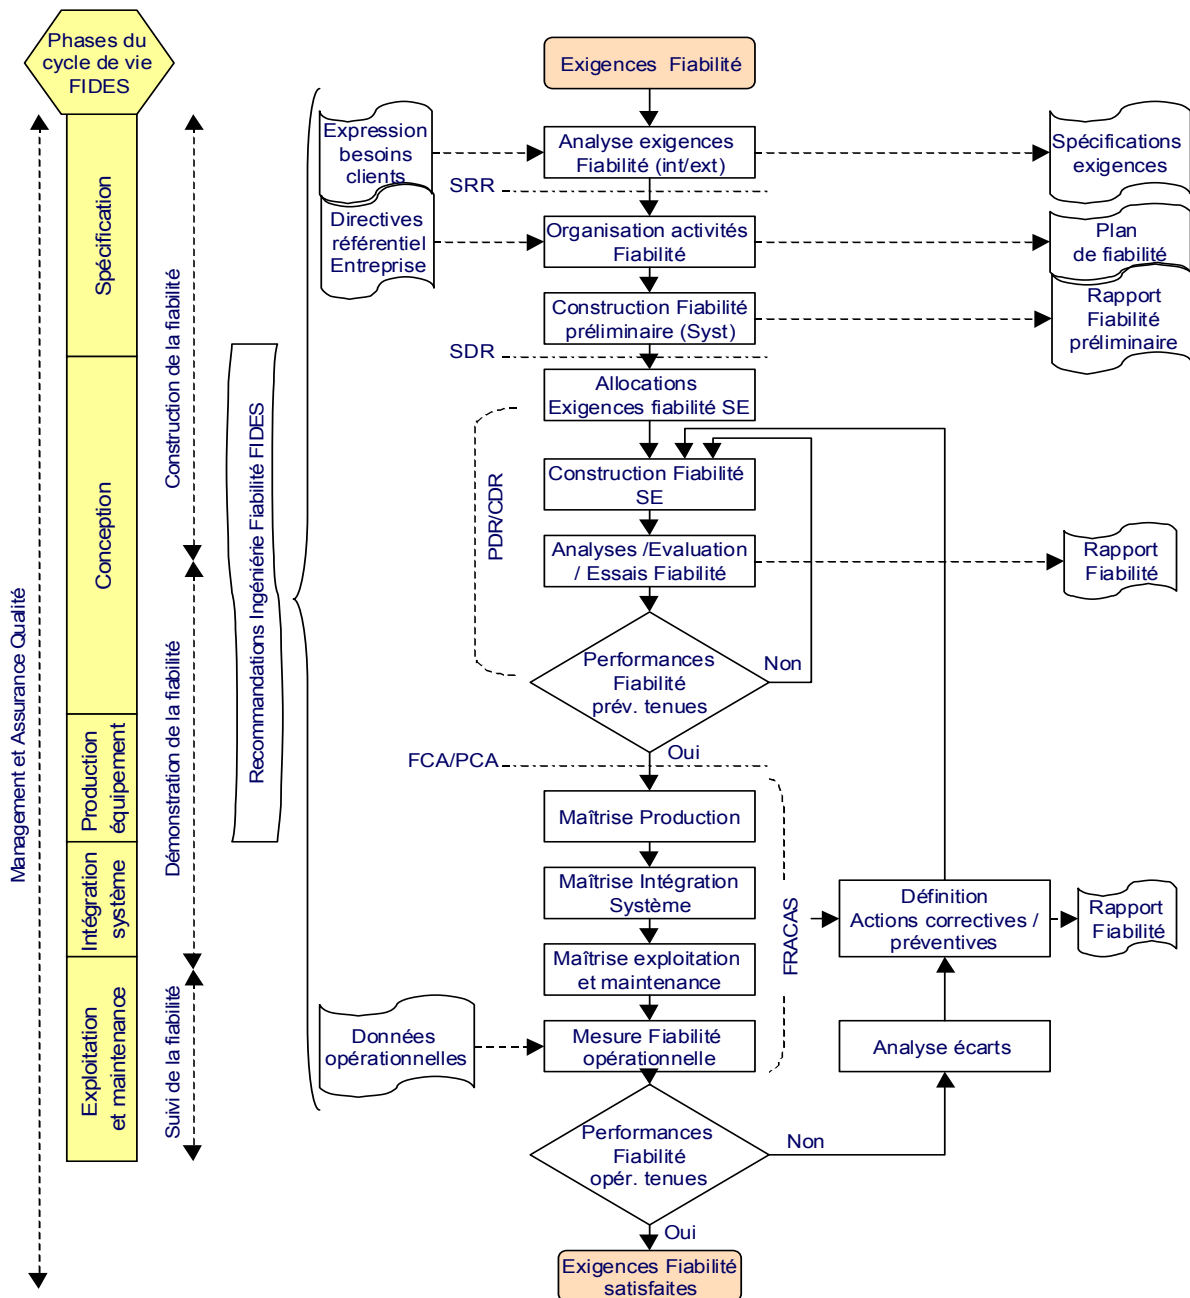 Phases du
cycle de vie
FIDES
Spécification
Conception
Production
équipement
Intégration
système
Exploitation
et maintenance
Management et Assurance Qualité
Construction de la fiabilité
Démonstration de la fiabilité
Suivi de la fiabilité
Recommandations Ingéniérie Fiabilité FIDES
Exigences Fiabilité
Expression
besoins
clients
Analyse exigences
Fiabilité (int/ext)
Spécifications
exigences
SRR
Directives
référentiel
Entreprise
Organisation activités
Fiabilité
Plan
de fiabilité
Construction Fiabilité
préliminaire (Syst)
Rapport
Fiabilité
préliminaire
SDR
Allocations
Exigences fiabilité SE
PDR/CDR
Construction Fiabilité
SE
Analyses /Evaluation
/ Essais Fiabilité
Rapport
Fiabilité
Performances
Fiabilité
prév. tenues
Non
Oui
FCA/PCA
Maîtrise Production
Maîtrise Intégration
Système
FRACAS
Définition
Actions correctives /
préventives
Rapport
Fiabilité
Maîtrise exploitation
et maintenance
Données
opérationnelles
Mesure Fiabilité
opérationnelle
Analyse écarts
Performances
Fiabilité
opér. tenues
Non
Oui
Exigences Fiabilité
satisfaites